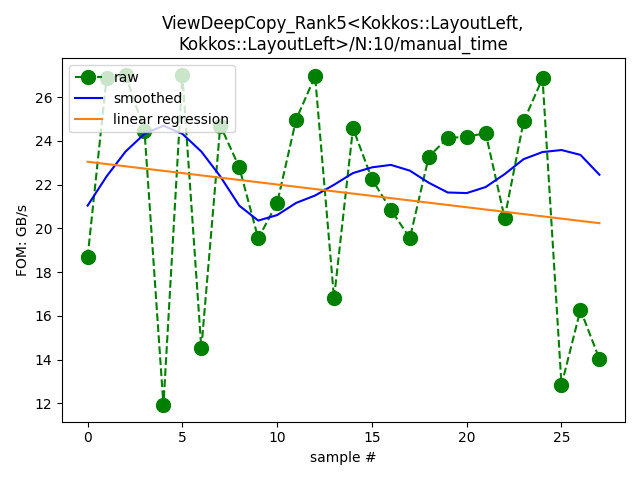 ViewDeepCopy_Rank5<Kokkos::LayoutLeft,
Kokkos::LayoutLeft>/N:10/manual_time
raw
smoothed
linear regression
FOM: GB/s
26
24
22
20
18
16
14
12
0
5
10
15
20
25
sample #